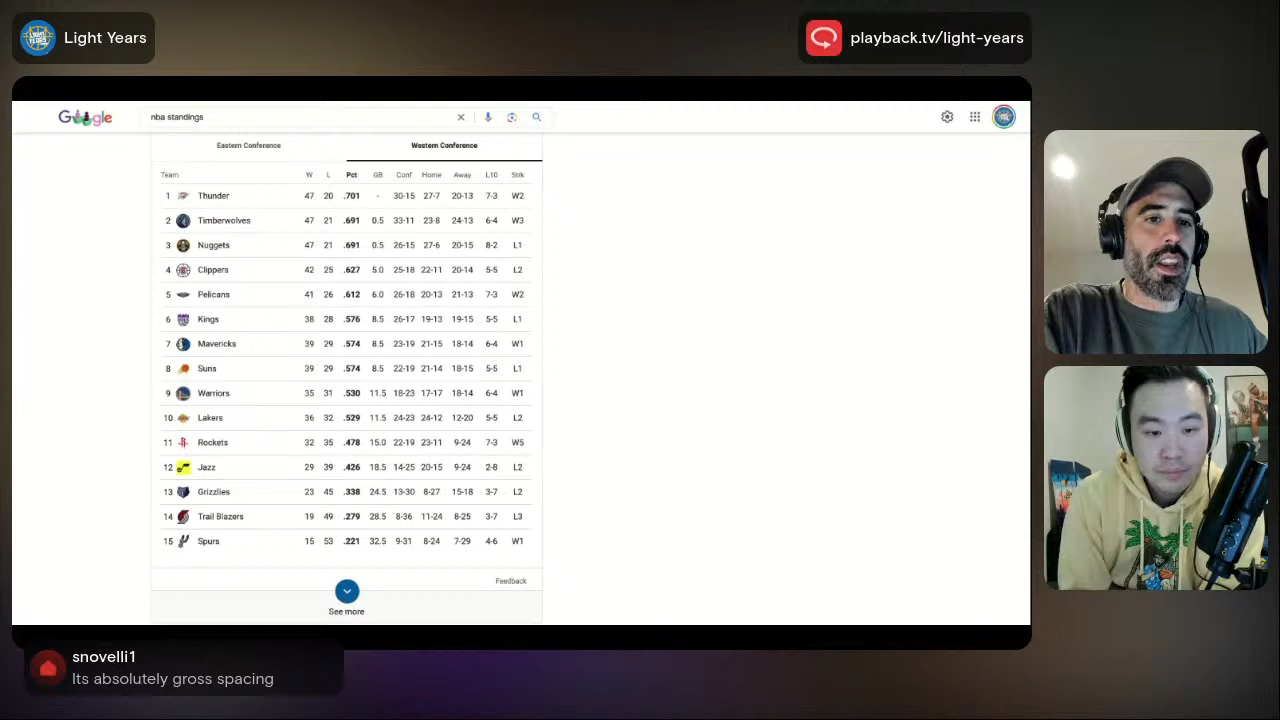 Light Years
playback.tv/light-years
Google
nba standings
Eastern Conference Western Conference
Team W L Pct GB Conf Home Away L10 Strk
1 Thunder 47 20 .701 - 30-15 27-7 20-13 7-3 W2
2 Timberwolves 47 21 .691 0.5 33-11 23-8 24-13 6-4 W3
3 Nuggets 47 21 .691 0.5 26-15 27-6 20-15 8-2 L1
4 Clippers 42 25 .627 5.0 25-18 22-11 20-14 5-5 L2
5 Pelicans 41 26 .612 6.0 26-18 20-13 21-13 7-3 W2
6 Kings 38 28 .576 8.5 26-17 19-13 19-15 5-5 L1
7 Mavericks 39 29 .574 8.5 23-19 21-15 18-14 6-4 W1
8 Suns 39 29 .574 8.5 22-19 21-14 18-15 5-5 L1
9 Warriors 35 31 .530 11.5 18-23 17-17 18-14 6-4 W1
10 Lakers 36 32 .529 11.5 24-23 24-12 12-20 5-5 L2
11 Rockets 32 35 .478 15.0 22-19 23-11 9-24 7-3 W5
12 Jazz 29 39 .426 18.5 14-25 20-15 9-24 2-8 L2
13 Grizzlies 23 45 .338 24.5 13-30 8-27 15-18 3-7 L2
14 Trail Blazers 19 49 .279 28.5 8-36 11-24 8-25 3-7 L3
15 Spurs 15 53 .221 32.5 9-31 8-24 7-29 4-6 W1
Feedback
See more
snovelli1
Its absolutely gross spacing